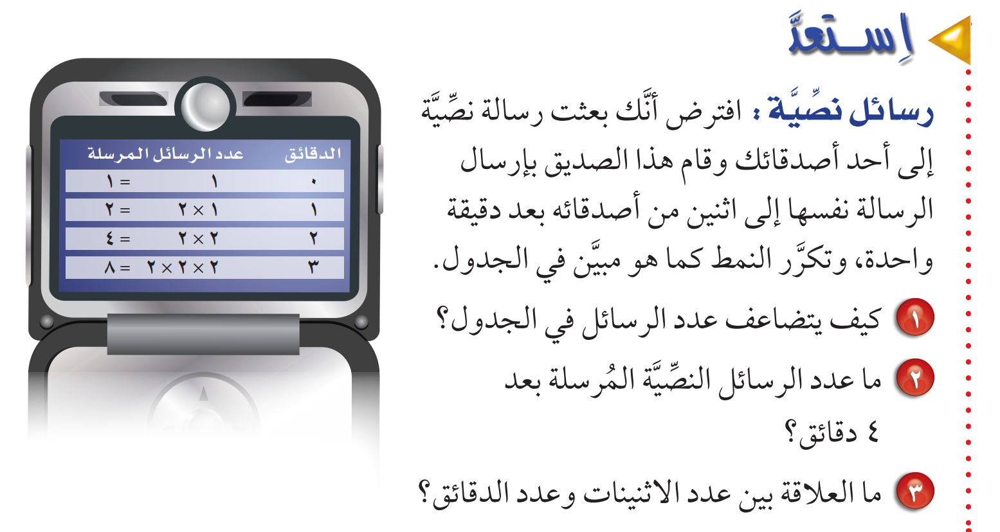 اِستعدَّ
رسائل نصِّيَّة : افترض أنَّك بعثت رسالة نصِّيَّة
إلى أحد أصدقائك وقام هذا الصديق بإرسال
الرسالة نفسها إلى اثنين من أصدقائه بعد دقيقة
واحدة، وتكرَّر النمط كما هو مبيَّن في الجدول.
١ كيف يتضاعف عدد الرسائل في الجدول؟
٢ ما عدد الرسائل النصِّيَّة المُرسلة بعد
٤ دقائق؟
٣ ما العلاقة بين عدد الاثنينات وعدد الدقائق؟
الدقائق عدد الرسائل المرسلة
٠ ١ = ١
١ ١ × ٢ = ٢
٢ ٢ × ٢ = ٤
٣ ٢ × ٢ × ٢ = ٨